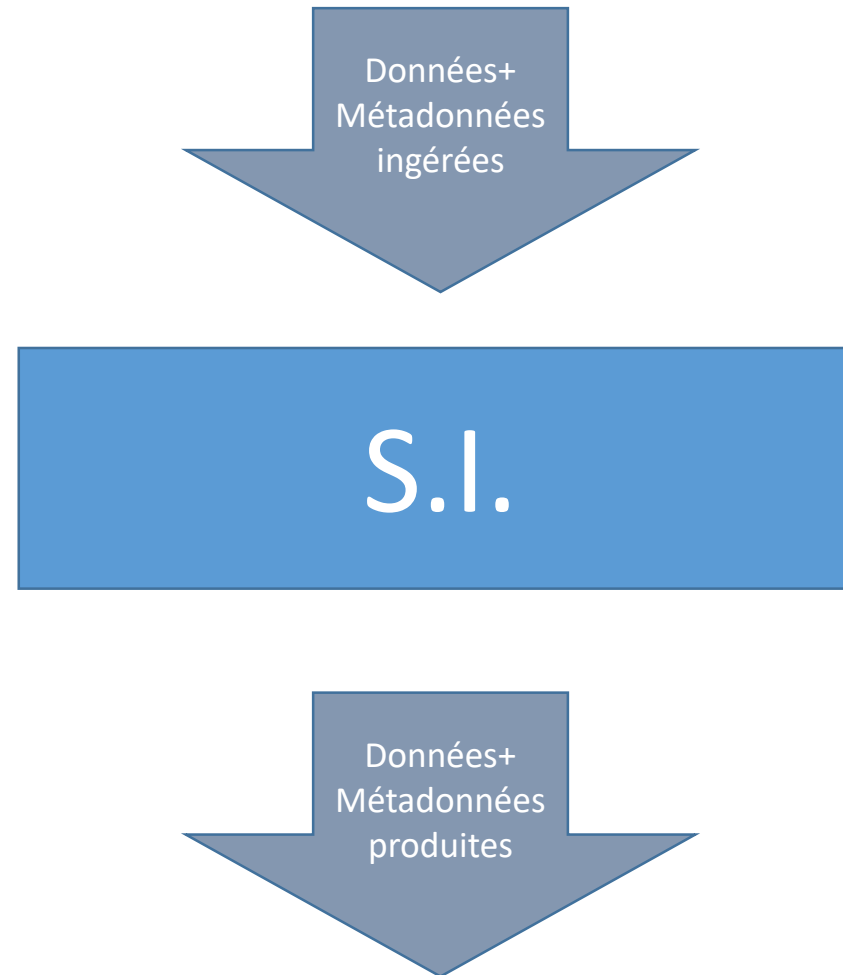 Données+
Métadonnées
ingérées
S.I.
Données+
Métadonnées
produites